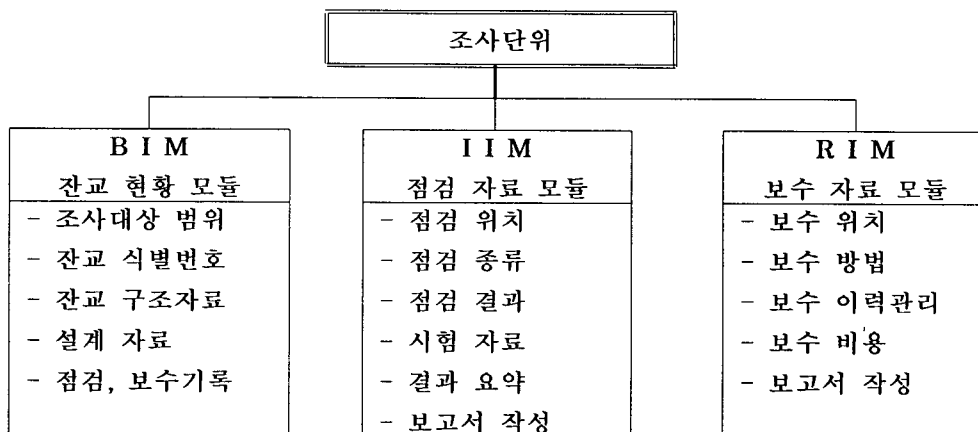 조사단위
B I M
잔교 현황 모듈
- 조사대상 범위
- 잔교 식별번호
- 잔교 구조자료
- 설계 자료
- 점검, 보수기록
I I M
점검 자료 모듈
- 점검 위치
- 점검 종류
- 점검 결과
- 시험 자료
- 결과 요약
- 보고서 작성
R I M
보수 자료 모듈
- 보수 위치
- 보수 방법
- 보수 이력관리
- 보수 비용
- 보고서 작성